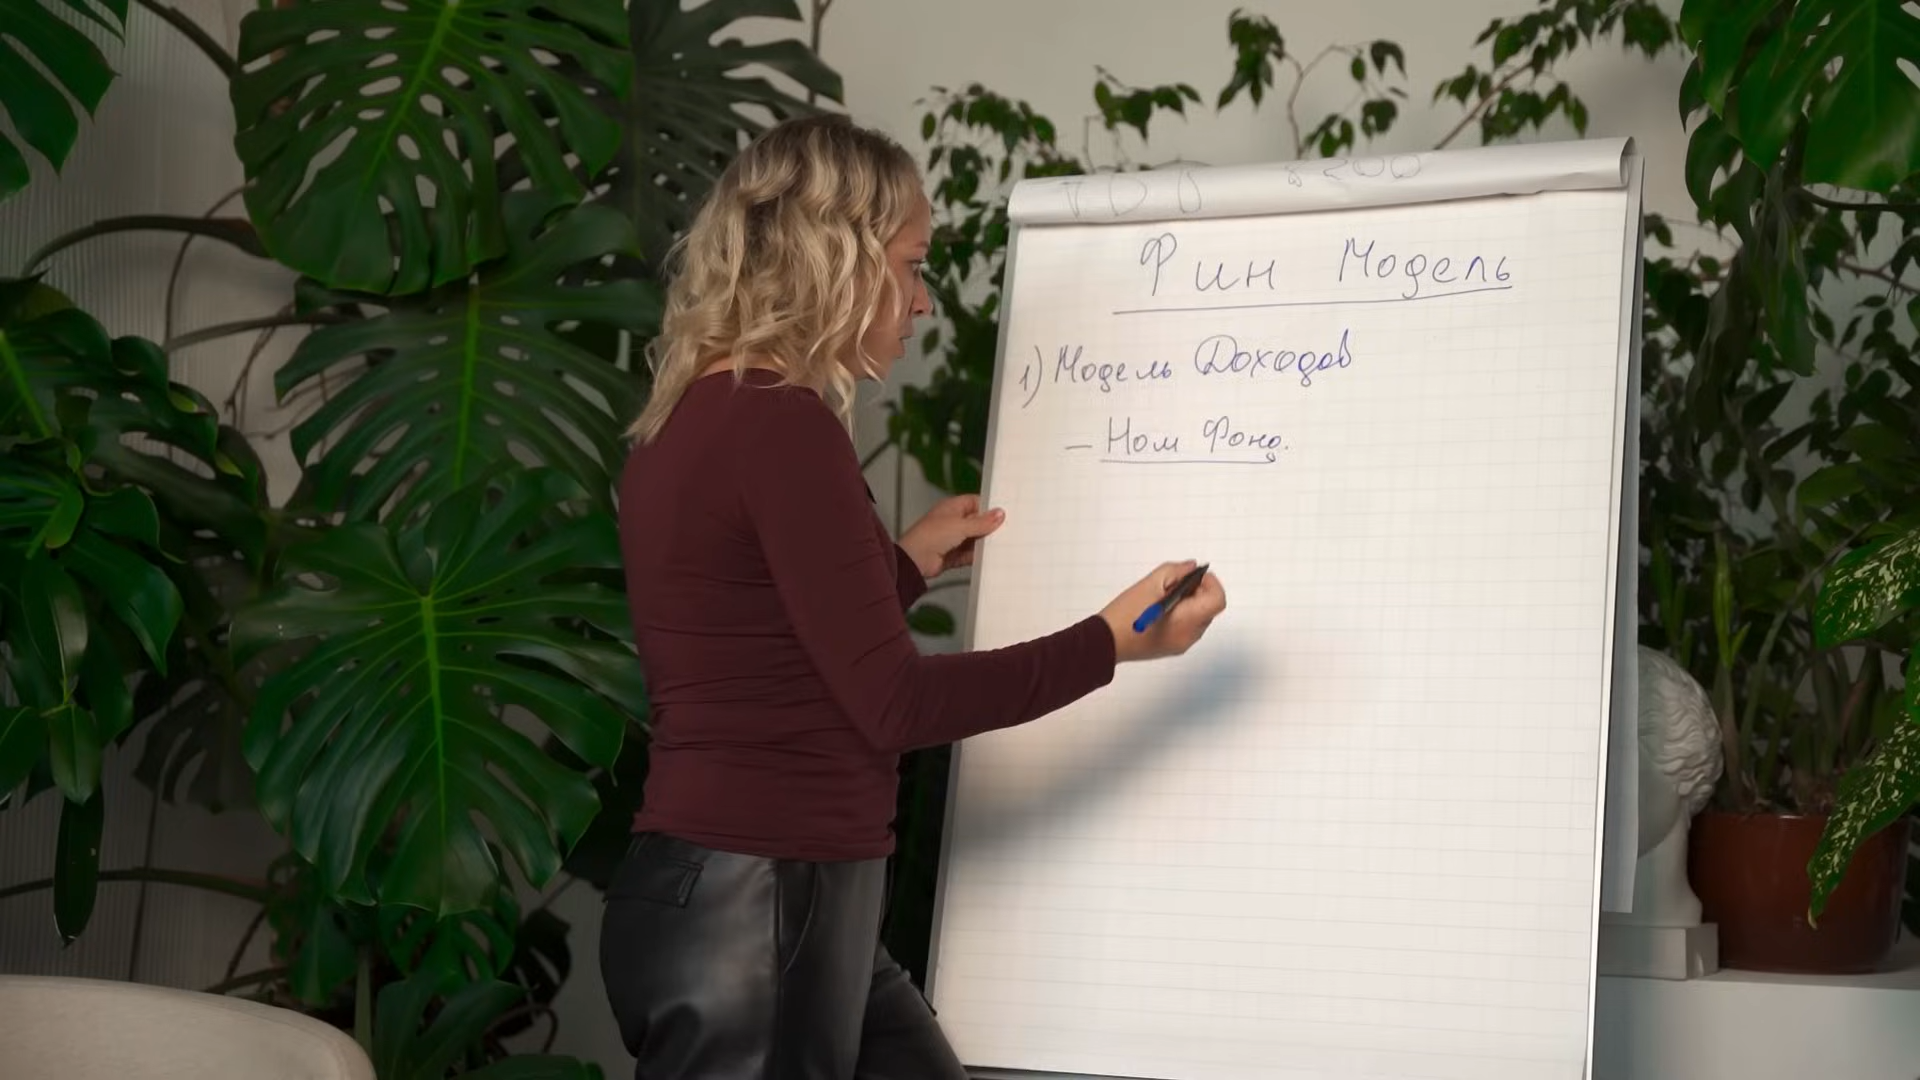 Фин Модель
1) Модель Доходов
– Ном Фонд.